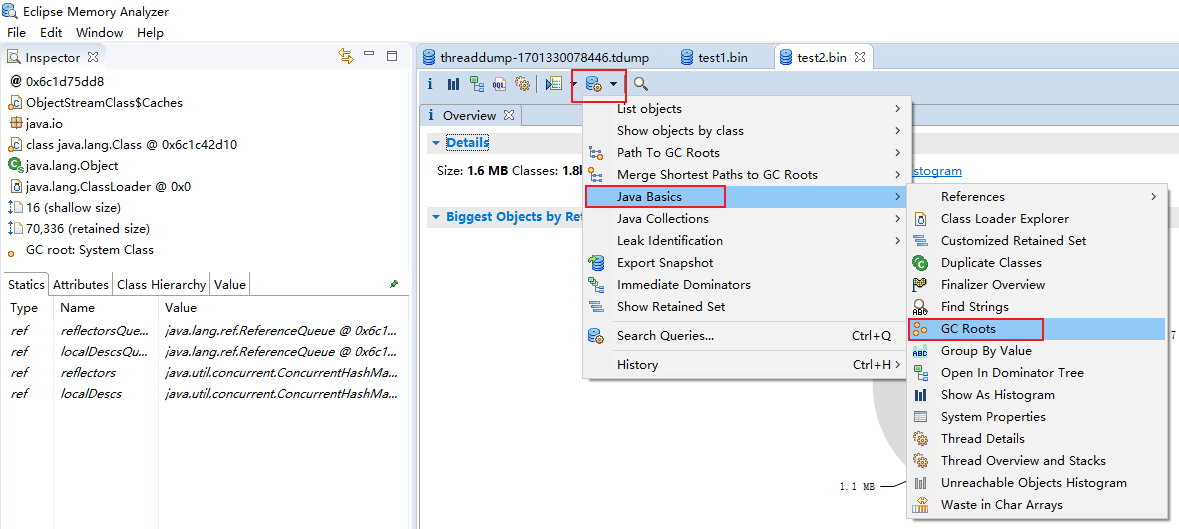 Eclipse Memory Analyzer
File Edit Window Help
Inspector
0x6c1d75dd8
ObjectStreamClass$Caches
java.io
class java.lang.Class @ 0x6c1c42d10
java.lang.Object
java.lang.ClassLoader @ 0x0
16 (shallow size)
70,336 (retained size)
GC root: System Class
Statics Attributes Class Hierarchy Value
Type Name Value
ref reflectorsQue... java.lang.ref.ReferenceQueue @ 0x6c1...
ref localDescsQu... java.lang.ref.ReferenceQueue @ 0x6c1...
ref reflectors java.util.concurrent.ConcurrentHashMa...
ref localDescs java.util.concurrent.ConcurrentHashMa...
threaddump-1701330078446.tdump test1.bin test2.bin
i OQL
i Overview
Details
Size: 1.6 MB Classes: 1.8k
stogram
Biggest Objects by Ret
List objects
Show objects by class
Path To GC Roots
Merge Shortest Paths to GC Roots
Java Basics
Java Collections
Leak Identification
Export Snapshot
Immediate Dominators
Show Retained Set
Search Queries... Ctrl+Q
History Ctrl+H
References
Class Loader Explorer
Customized Retained Set
Duplicate Classes
Finalizer Overview
Find Strings
GC Roots
Group By Value
Open In Dominator Tree
Show As Histogram
System Properties
Thread Details
Thread Overview and Stacks
Unreachable Objects Histogram
Waste in Char Arrays
7
1.1 MB